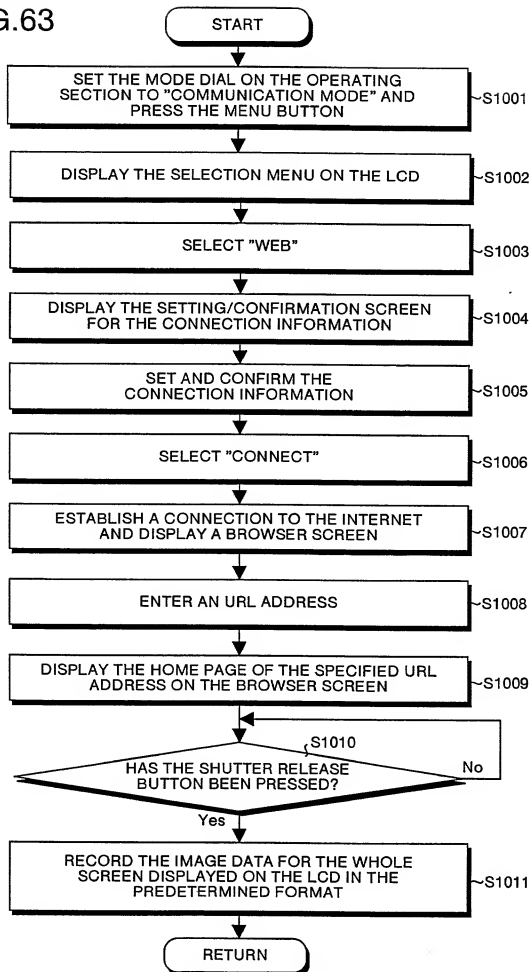 G.63
START
SET THE MODE DIAL ON THE OPERATING
SECTION TO "COMMUNICATION MODE" AND
PRESS THE MENU BUTTON
S1001
DISPLAY THE SELECTION MENU ON THE LCD
S1002
SELECT "WEB"
S1003
DISPLAY THE SETTING/CONFIRMATION SCREEN
FOR THE CONNECTION INFORMATION
S1004
SET AND CONFIRM THE
CONNECTION INFORMATION
S1005
SELECT "CONNECT"
S1006
ESTABLISH A CONNECTION TO THE INTERNET
AND DISPLAY A BROWSER SCREEN
S1007
ENTER AN URL ADDRESS
S1008
DISPLAY THE HOME PAGE OF THE SPECIFIED URL
ADDRESS ON THE BROWSER SCREEN
S1009
S1010
HAS THE SHUTTER RELEASE
BUTTON BEEN PRESSED?
No
Yes
RECORD THE IMAGE DATA FOR THE WHOLE
SCREEN DISPLAYED ON THE LCD IN THE
PREDETERMINED FORMAT
S1011
RETURN